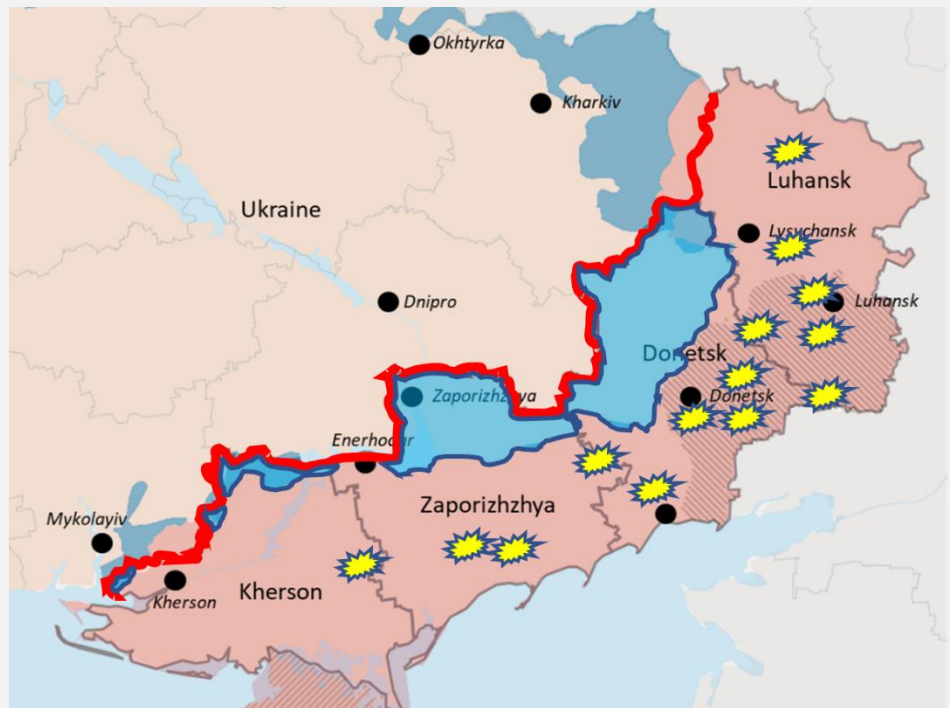 Okhtyrka
Kharkiv
Luhansk
Ukraine
Lysychansk
Dnipro
Luhansk
Donetsk
Zaporizhzhya
Donetsk
Enerhodar
Zaporizhzhya
Mykolayiv
Kherson
Kherson